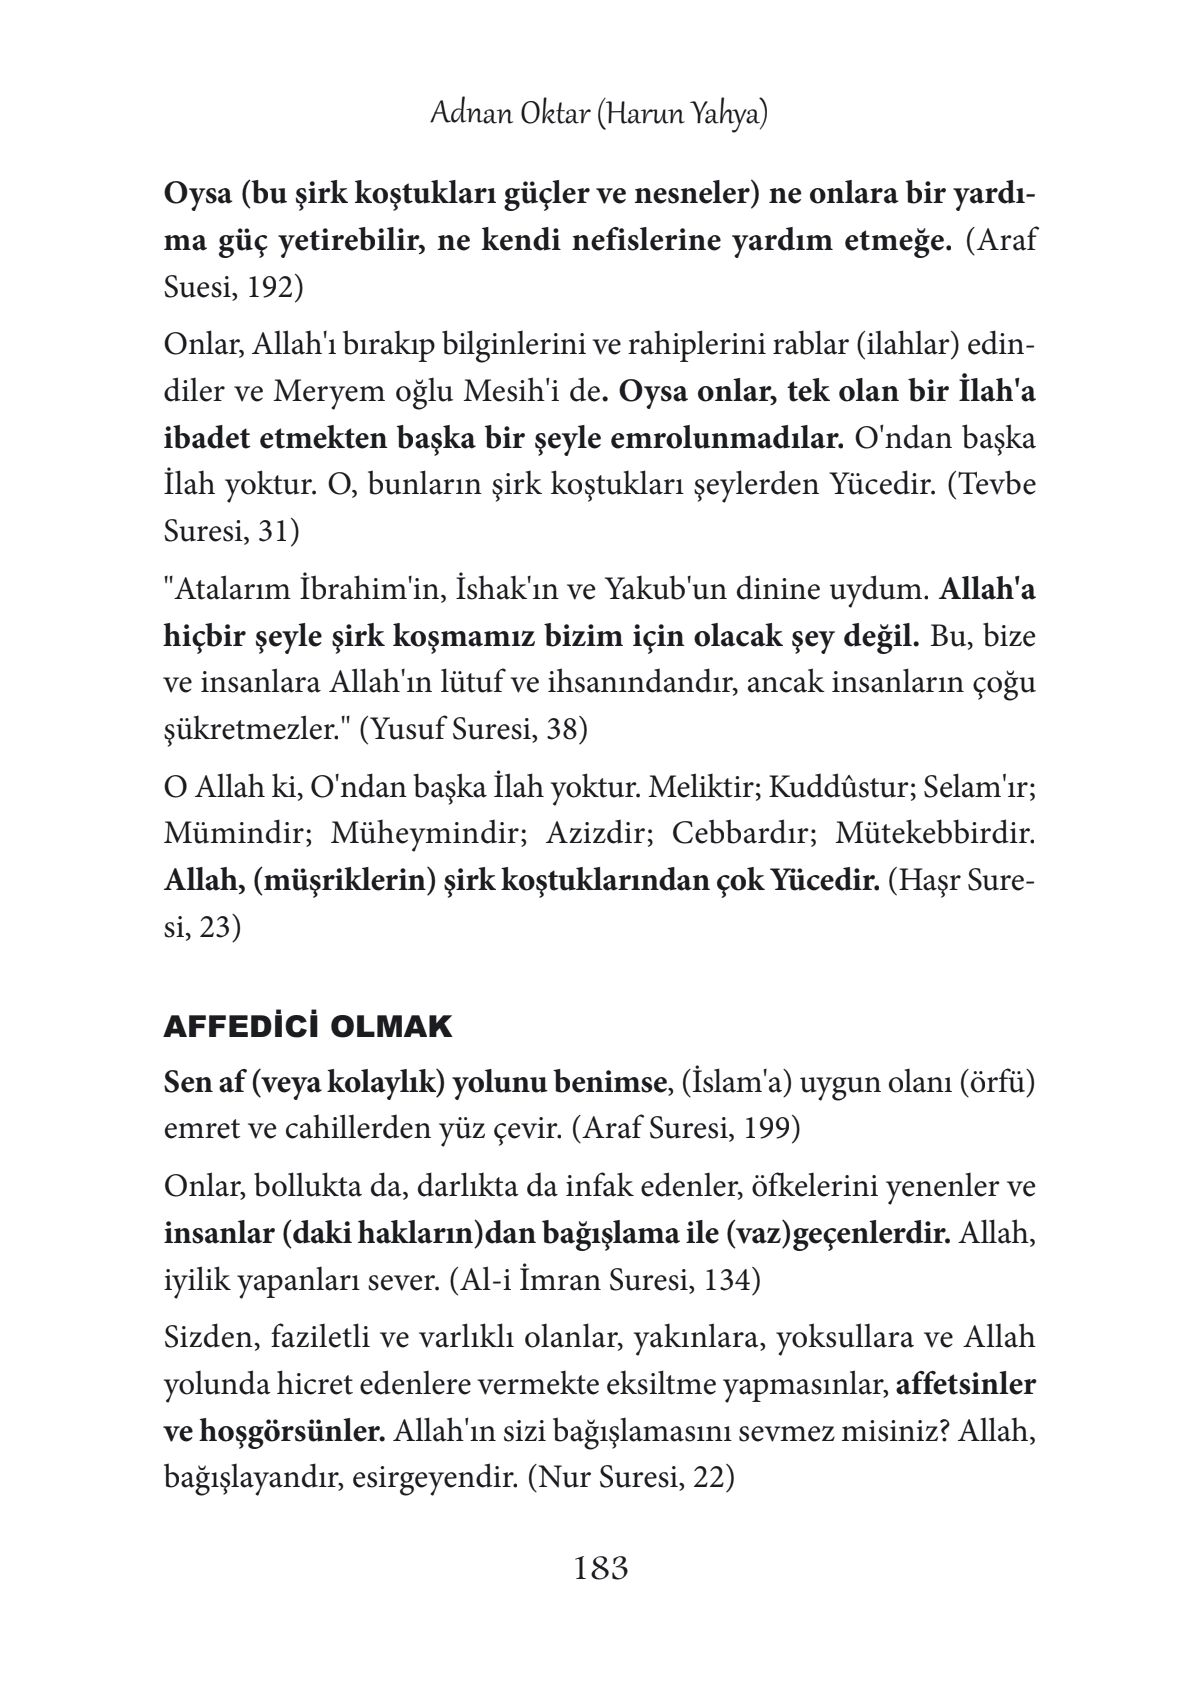 Adnan Oktar (Harun Yahya)
Oysa (bu şirk koştukları güçler ve nesneler) ne onlara bir yardı-
ma güç yetirebilir, ne kendi nefislerine yardım etmeğe. (Araf
Suesi, 192)
Onlar, Allah'ı bırakıp bilginlerini ve rahiplerini rablar (ilahlar) edin-
diler ve Meryem oğlu Mesih'i de. Oysa onlar, tek olan bir İlah'a
ibadet etmekten başka bir şeyle emrolunmadılar. O'ndan başka
İlah yoktur. O, bunların şirk koştukları şeylerden Yücedir. (Tevbe
Suresi, 31)
"Atalarım İbrahim'in, İshak'ın ve Yakub'un dinine uydum. Allah'a
hiçbir şeyle şirk koşmamız bizim için olacak şey değil. Bu, bize
ve insanlara Allah'ın lütuf ve ihsanındandır, ancak insanların çoğu
şükretmezler." (Yusuf Suresi, 38)
O Allah ki, O'ndan başka İlah yoktur. Meliktir; Kuddûstur; Selam'ır;
Mümindir; Müheymindir; Azizdir; Cebbardır; Mütekebbirdir.
Allah, (müşriklerin) şirk koştuklarından çok Yücedir. (Haşr Sure-
si, 23)
AFFEDİCİ OLMAK
Sen af (veya kolaylık) yolunu benimse, (İslam'a) uygun olanı (örfü)
emret ve cahillerden yüz çevir. (Araf Suresi, 199)
Onlar, bollukta da, darlıkta da infak edenler, öfkelerini yenenler ve
insanlar (daki hakların)dan bağışlama ile (vaz)geçenlerdir. Allah,
iyilik yapanları sever. (Al-i İmran Suresi, 134)
Sizden, faziletli ve varlıklı olanlar, yakınlara, yoksullara ve Allah
yolunda hicret edenlere vermekte eksiltme yapmasınlar, affetsinler
ve hoşgörsünler. Allah'ın sizi bağışlamasını sevmez misiniz? Allah,
bağışlayandır, esirgeyendir. (Nur Suresi, 22)
183